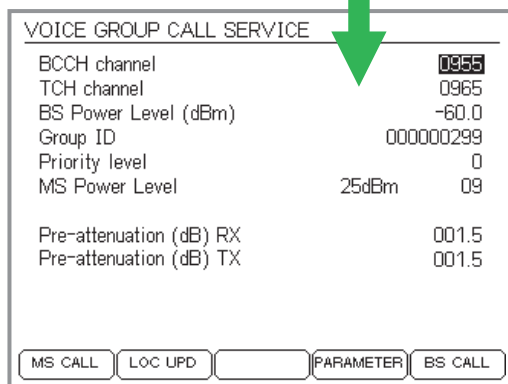 VOICE GROUP CALL SERVICE
BCCH channel 0955
TCH channel 0965
BS Power Level (dBm) -60.0
Group ID 000000299
Priority level 0
MS Power Level 25dBm 09
Pre-attenuation (dB) RX 001.5
Pre-attenuation (dB) TX 001.5
MS CALL LOC UPD PARAMETER BS CALL